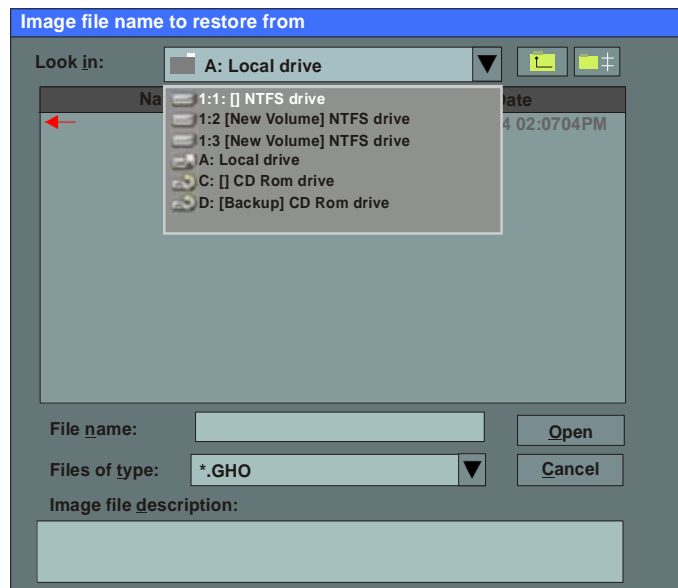 Image file name to restore from
Look in:
A: Local drive
Na
Date
1:1: [] NTFS drive
1:2 [New Volume] NTFS drive
4 02:0704PM
1:3 [New Volume] NTFS drive
A: Local drive
C: [] CD Rom drive
D: [Backup] CD Rom drive
File name:
Open
Files of type:
*.GHO
Cancel
Image file description: